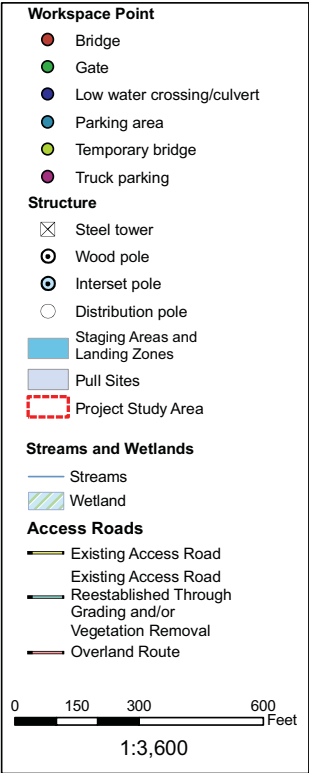 Workspace Point
Bridge
Gate
Low water crossing/culvert
Parking area
Temporary bridge
Truck parking
Structure
Steel tower
Wood pole
Interset pole
Distribution pole
Staging Areas and
Landing Zones
Pull Sites
Project Study Area
Streams and Wetlands
Streams
Wetland
Access Roads
Existing Access Road
Existing Access Road
Reestablished Through
Grading and/or
Vegetation Removal
Overland Route
0 150 300 600
Feet
1:3,600